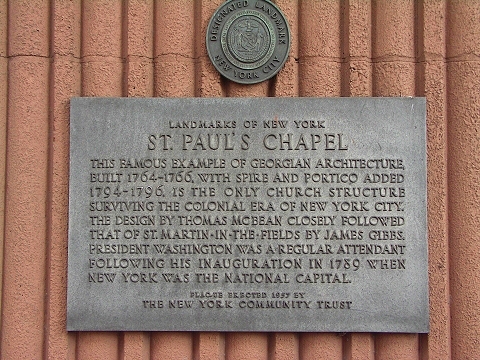 DESIGNATED LANDMARKS
NEW YORK CITY
LANDMARKS OF NEW YORK
ST. PAUL'S CHAPEL
THIS FAMOUS EXAMPLE OF GEORGIAN ARCHITECTURE,
BUILT 1764-1766, WITH SPIRE AND PORTICO ADDED
1794-1796, IS THE ONLY CHURCH STRUCTURE
SURVIVING THE COLONIAL ERA OF NEW YORK CITY.
THE DESIGN BY THOMAS MCBEAN CLOSELY FOLLOWED
THAT OF ST. MARTIN-IN-THE-FIELDS BY JAMES GIBBS.
PRESIDENT WASHINGTON WAS A REGULAR ATTENDANT
FOLLOWING HIS INAUGURATION IN 1789 WHEN
NEW YORK WAS THE NATIONAL CAPITAL.
PLAQUE ERECTED 1957 BY
THE NEW YORK COMMUNITY TRUST